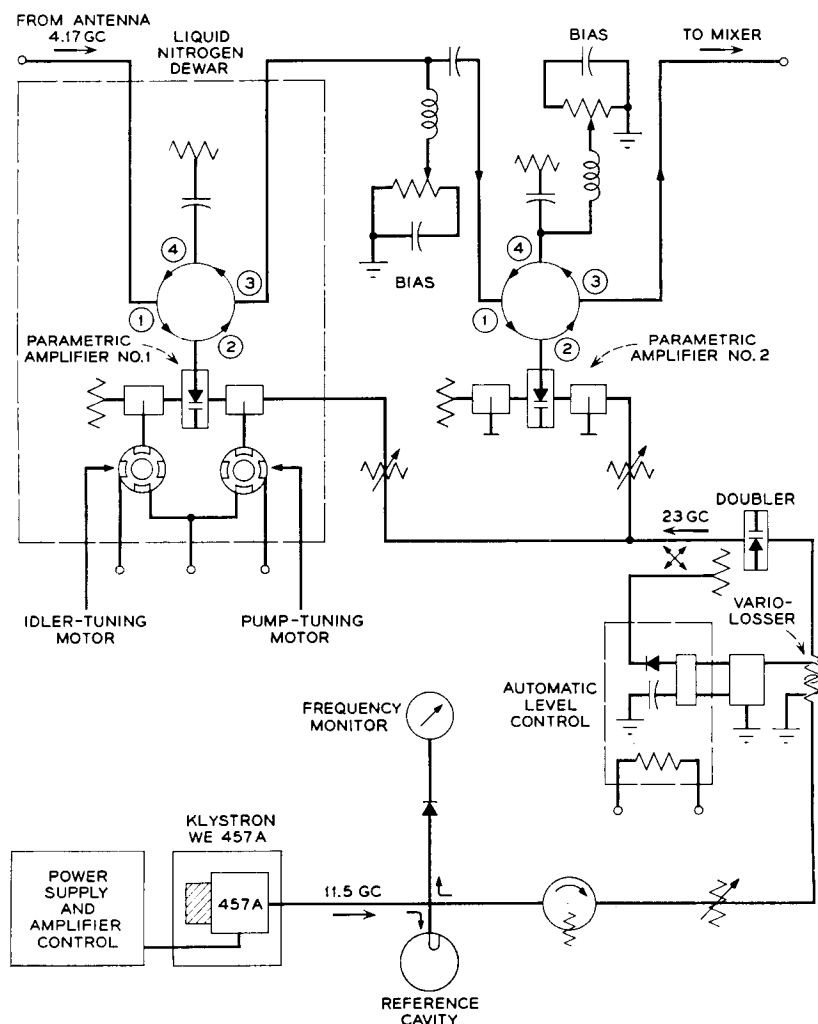 FROM ANTENNA
4.17 GC
LIQUID
NITROGEN
DEWAR
BIAS
TO MIXER
4
3
1
2
BIAS
4
3
1
2
PARAMETRIC
AMPLIFIER NO.1
PARAMETRIC
AMPLIFIER NO.2
DOUBLER
23 GC
IDLER-TUNING
MOTOR
PUMP-TUNING
MOTOR
VARIO-
LOSSER
AUTOMATIC
LEVEL
CONTROL
FREQUENCY
MONITOR
KLYSTRON
WE 457A
POWER
SUPPLY
AND
AMPLIFIER
CONTROL
457A
11.5 GC
REFERENCE
CAVITY